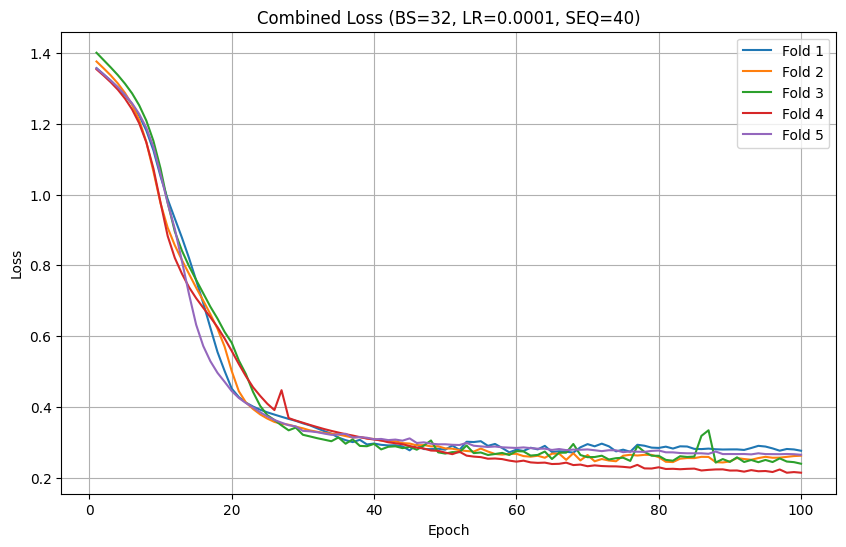 Combined Loss (BS=32, LR=0.0001, SEQ=40)
Fold 1
Fold 2
Fold 3
Fold 4
Fold 5
Loss
1.4
1.2
1.0
0.8
0.6
0.4
0.2
0 20 40 60 80 100
Epoch